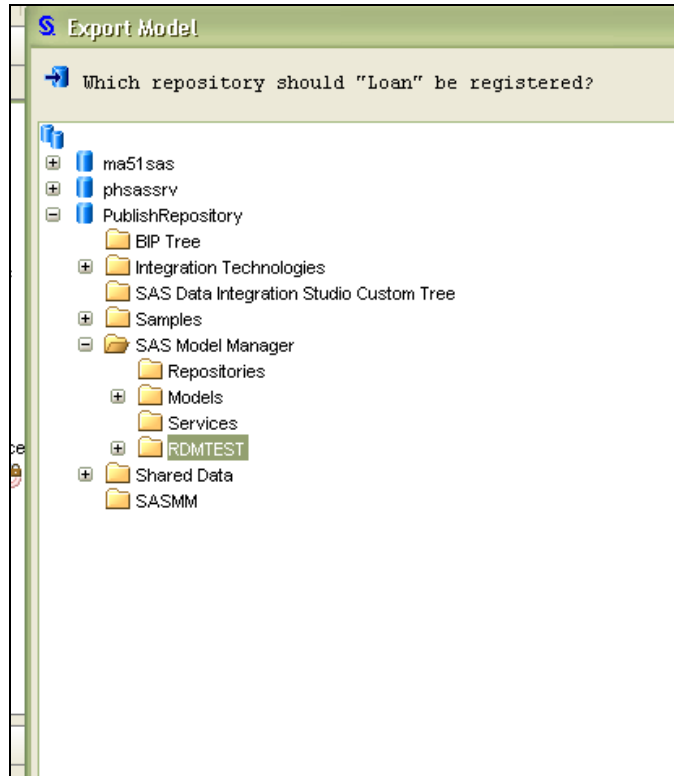 Export Model
Which repository should "Loan" be registered?
ma51sas
phsassrv
PublishRepository
BIP Tree
Integration Technologies
SAS Data Integration Studio Custom Tree
Samples
SAS Model Manager
Repositories
Models
Services
RDMTEST
Shared Data
SASMM